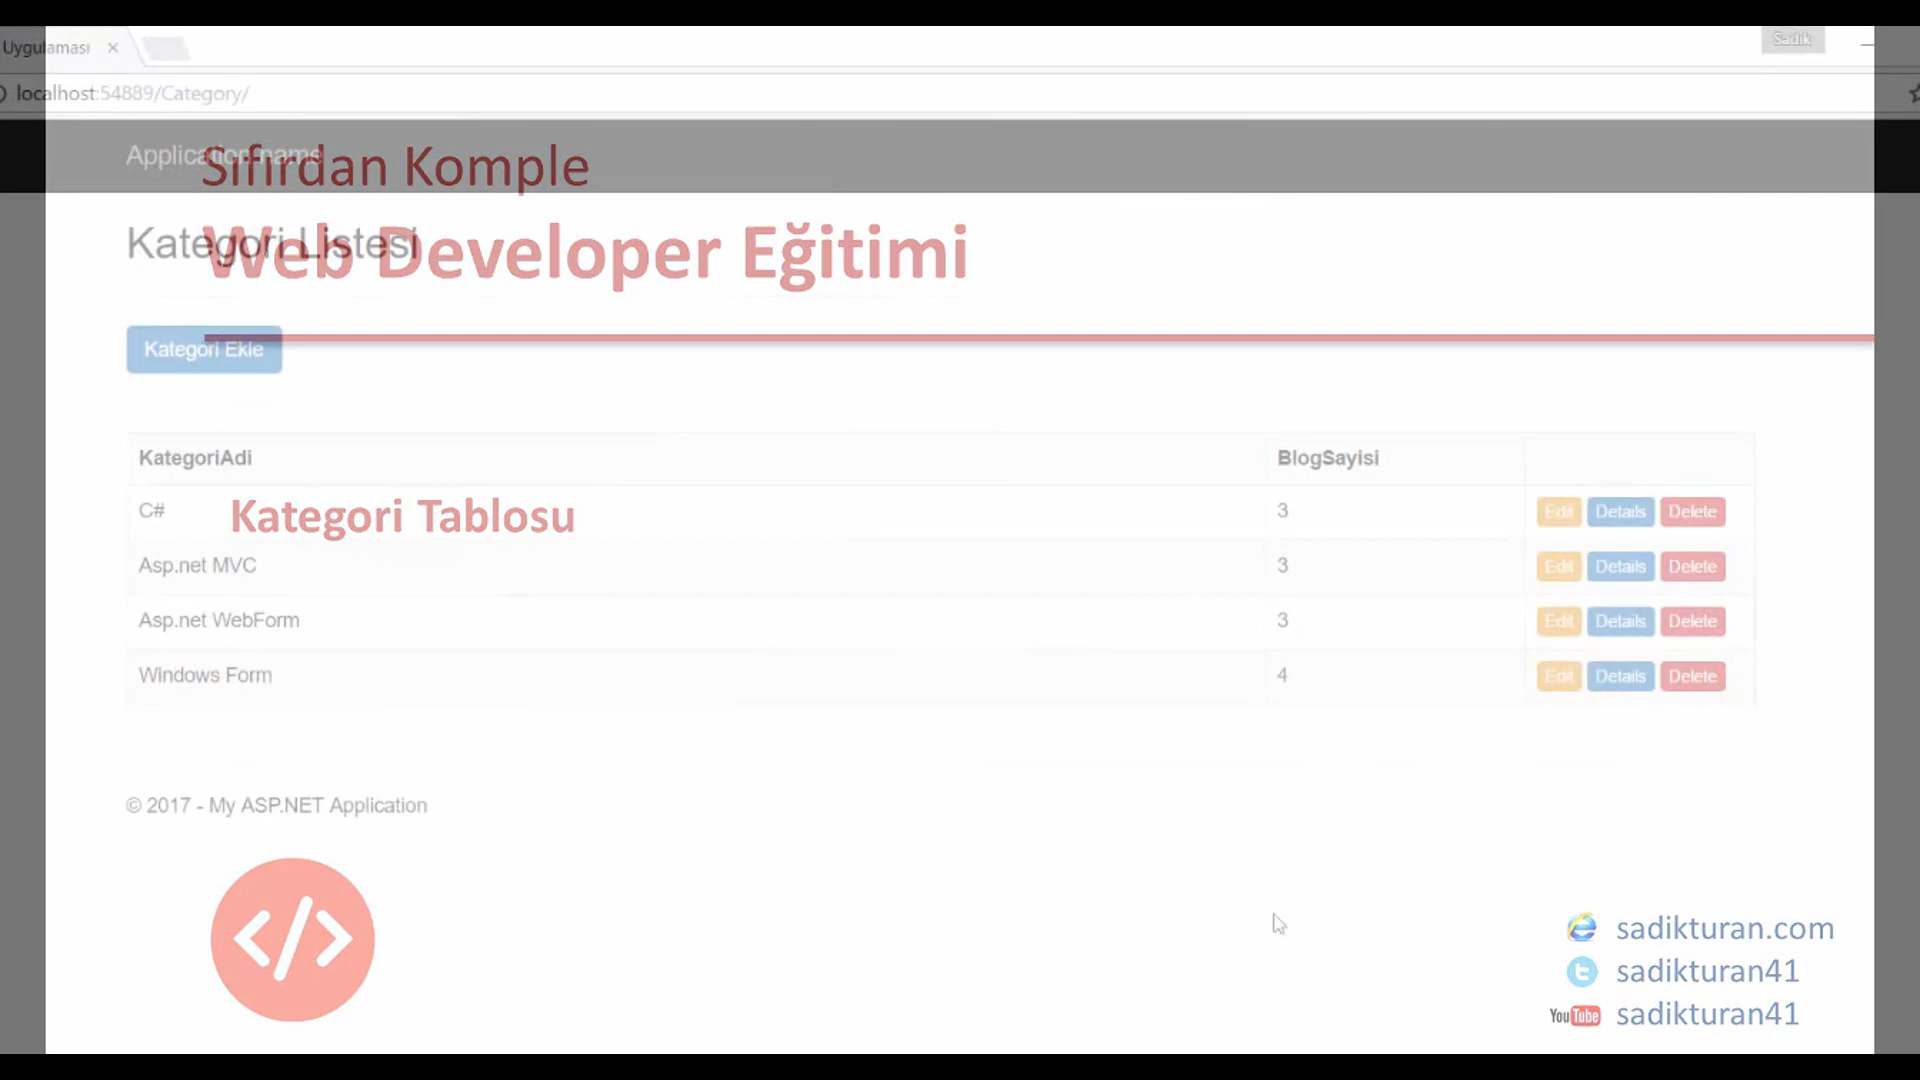 Uygulaması
Sadik
localhost:54889/Category/
Application name
Sıfırdan Komple
Kategori Listesi
Web Developer Eğitimi
Kategori Ekle
KategoriAdi BlogSayisi
C# 3 Edit Details Delete
Kategori Tablosu
Asp.net MVC 3 Edit Details Delete
Asp.net WebForm 3 Edit Details Delete
Windows Form 4 Edit Details Delete
© 2017 - My ASP.NET Application
</>
sadikturan.com
sadikturan41
YouTube sadikturan41